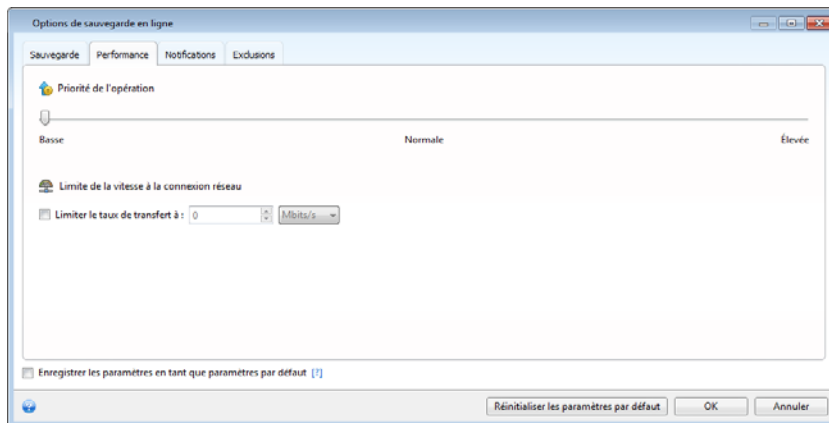 Options de sauvegarde en ligne
Sauvegarde Performance Notifications Exclusions
Priorité de l'opération
Basse Normale Élevée
Limite de la vitesse à la connexion réseau
Limiter le taux de transfert à : 0 Mbits/s
Enregistrer les paramètres en tant que paramètres par défaut [?]
Réinitialiser les paramètres par défaut OK Annuler